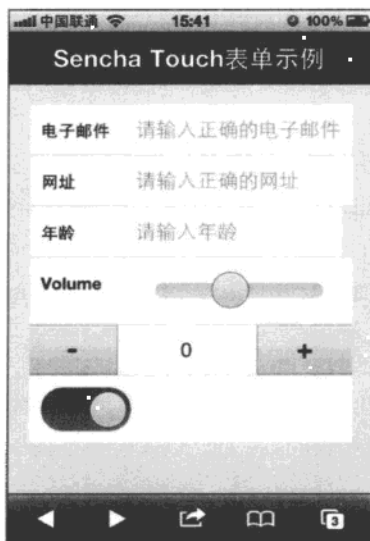 中国联通 15:41 100%
Sencha Touch表单示例
电子邮件 请输入正确的电子邮件
网址 请输入正确的网址
年龄 请输入年龄
Volume
- 0 +
3